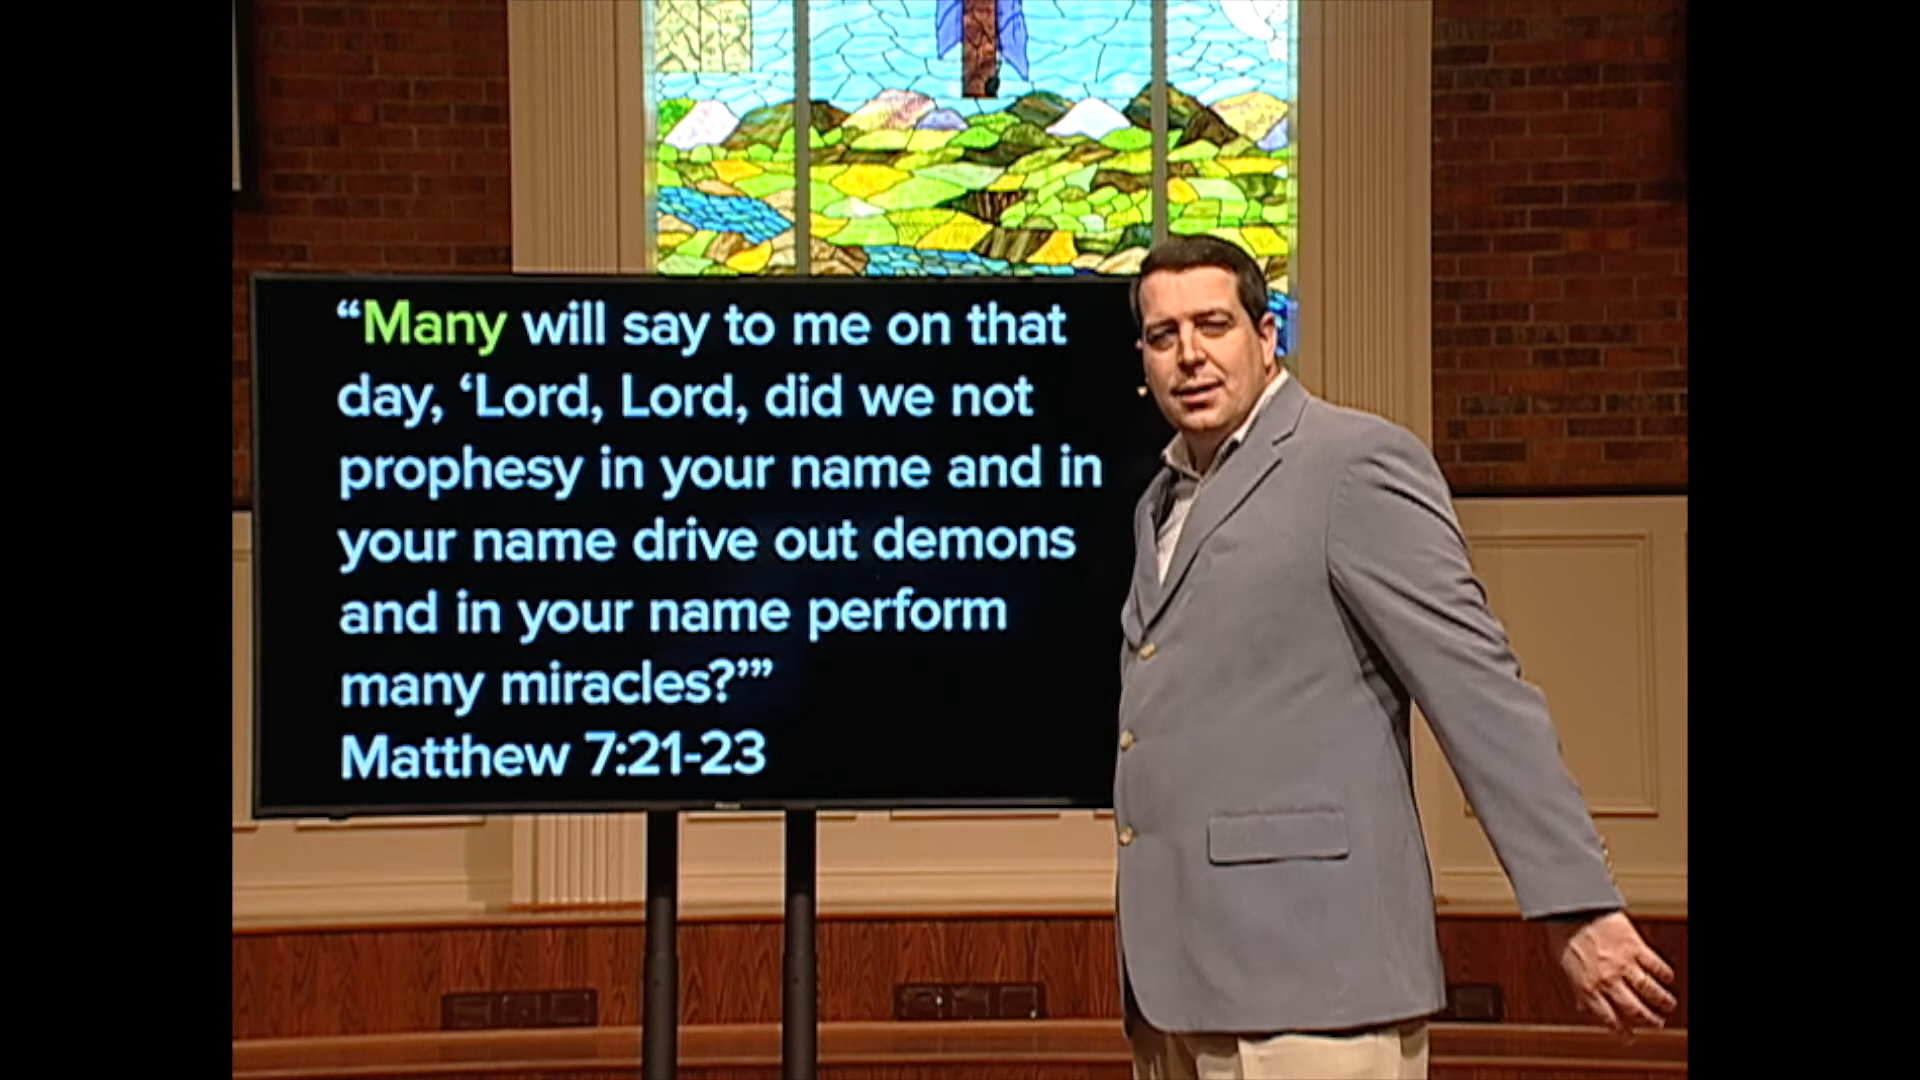 “Many will say to me on that
day, ‘Lord, Lord, did we not
prophesy in your name and in
your name drive out demons
and in your name perform
many miracles?’”
Matthew 7:21-23